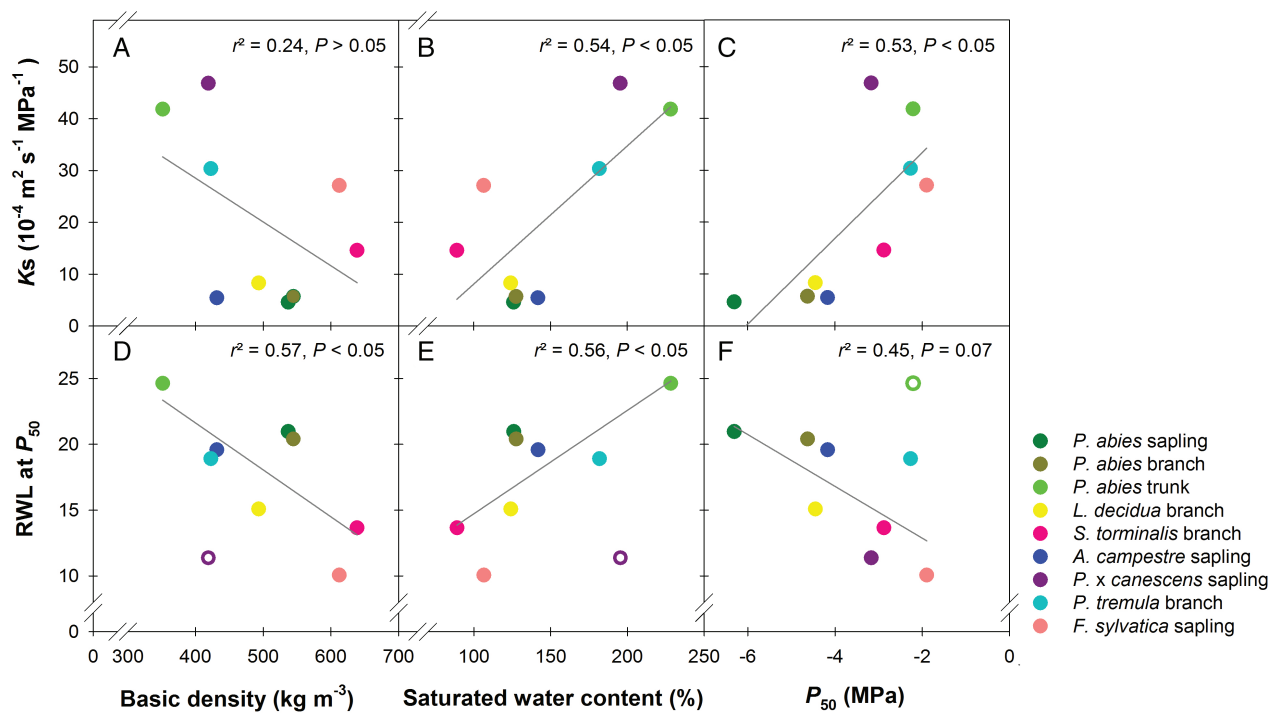 A
r² = 0.24, P > 0.05
B
r² = 0.54, P < 0.05
C
r² = 0.53, P < 0.05
Ks (10⁻⁴ m² s⁻¹ MPa⁻¹)
50
40
30
20
10
0
D
r² = 0.57, P < 0.05
E
r² = 0.56, P < 0.05
F
r² = 0.45, P = 0.07
RWL at P₅₀
25
20
15
10
0
0 300 400 500 600 700 100 150 200 250 -6 -4 -2 0
Basic density (kg m⁻³)
Saturated water content (%)
P₅₀ (MPa)
P. abies sapling
P. abies branch
P. abies trunk
L. decidua branch
S. torminalis branch
A. campestre sapling
P. x canescens sapling
P. tremula branch
F. sylvatica sapling